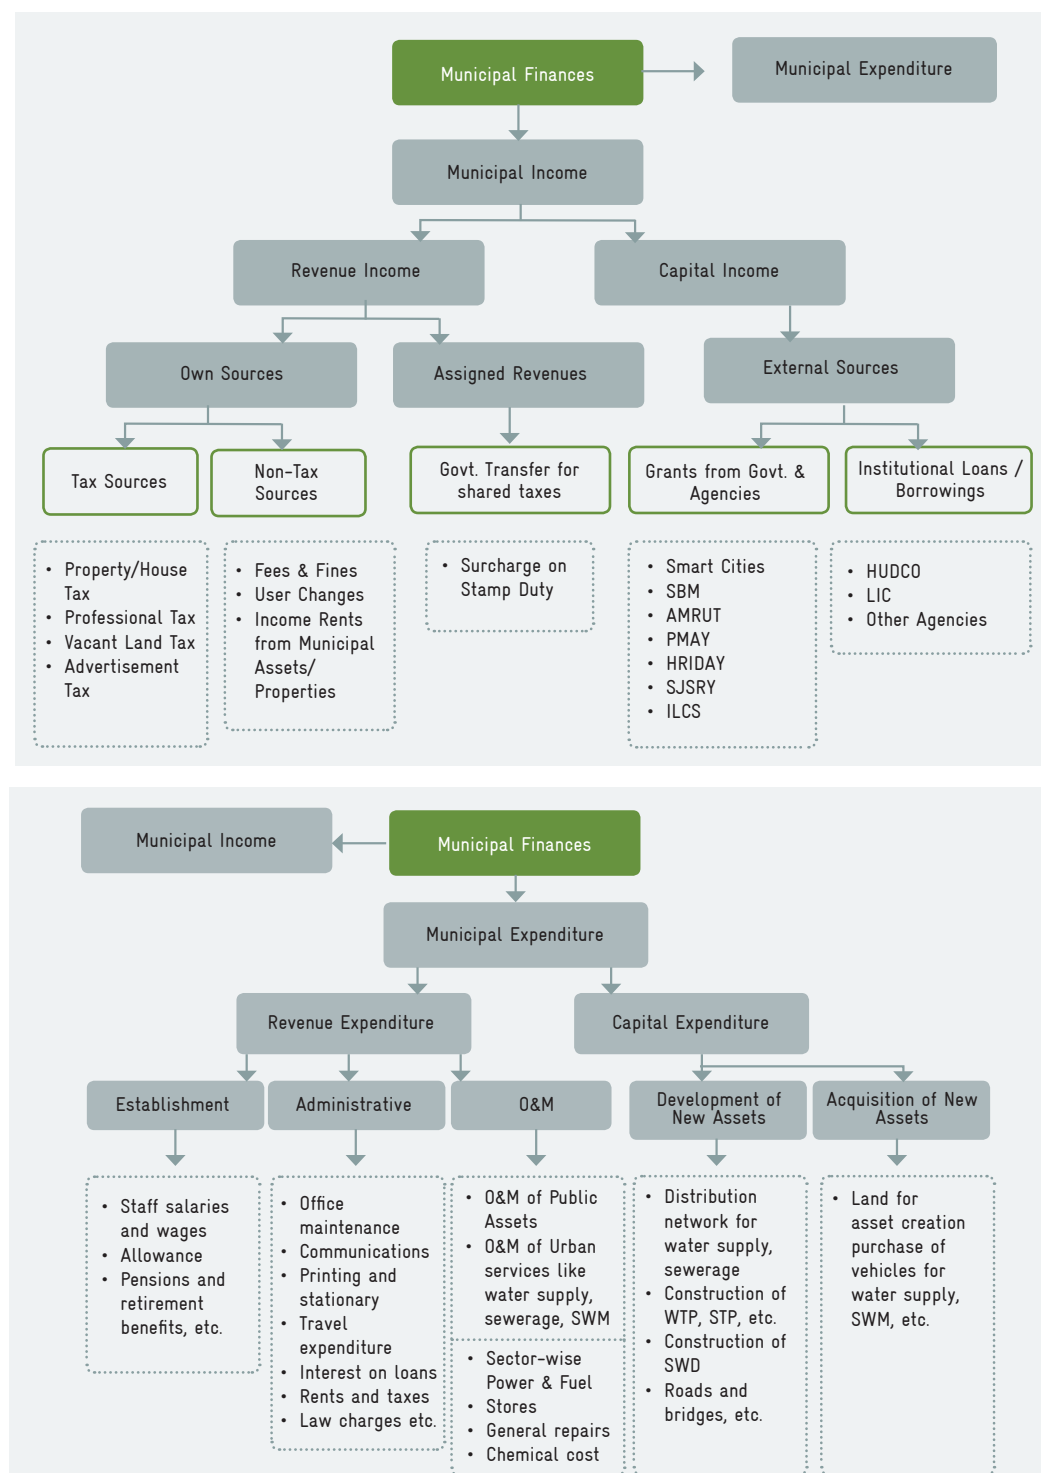 Municipal Finances
Municipal Expenditure
Municipal Income
Revenue Income
Capital Income
Own Sources
Assigned Revenues
External Sources
Tax Sources
Non-Tax
Sources
Govt. Transfer for
shared taxes
Grants from Govt. &
Agencies
Institutional Loans /
Borrowings
• Property/House
Tax
• Professional Tax
• Vacant Land Tax
• Advertisement
Tax
• Fees & Fines
• User Changes
• Income Rents
from Municipal
Assets/
Properties
• Surcharge on
Stamp Duty
• Smart Cities
• SBM
• AMRUT
• PMAY
• HRIDAY
• SJSRY
• ILCS
• HUDCO
• LIC
• Other Agencies
Municipal Income
Municipal Finances
Municipal Expenditure
Revenue Expenditure
Capital Expenditure
Establishment
Administrative
O&M
Development of
New Assets
Acquisition of New
Assets
• Staff salaries
and wages
• Allowance
• Pensions and
retirement
benefits, etc.
• Office
maintenance
• Communications
• Printing and
stationary
• Travel
expenditure
• Interest on loans
• Rents and taxes
• Law charges etc.
• O&M of Public
Assets
• O&M of Urban
services like
water supply,
sewerage, SWM
• Sector-wise
Power & Fuel
• Stores
• General repairs
• Chemical cost
• Distribution
network for
water supply,
sewerage
• Construction of
WTP, STP, etc.
• Construction of
SWD
• Roads and
bridges, etc.
• Land for
asset creation
purchase of
vehicles for
water supply,
SWM, etc.